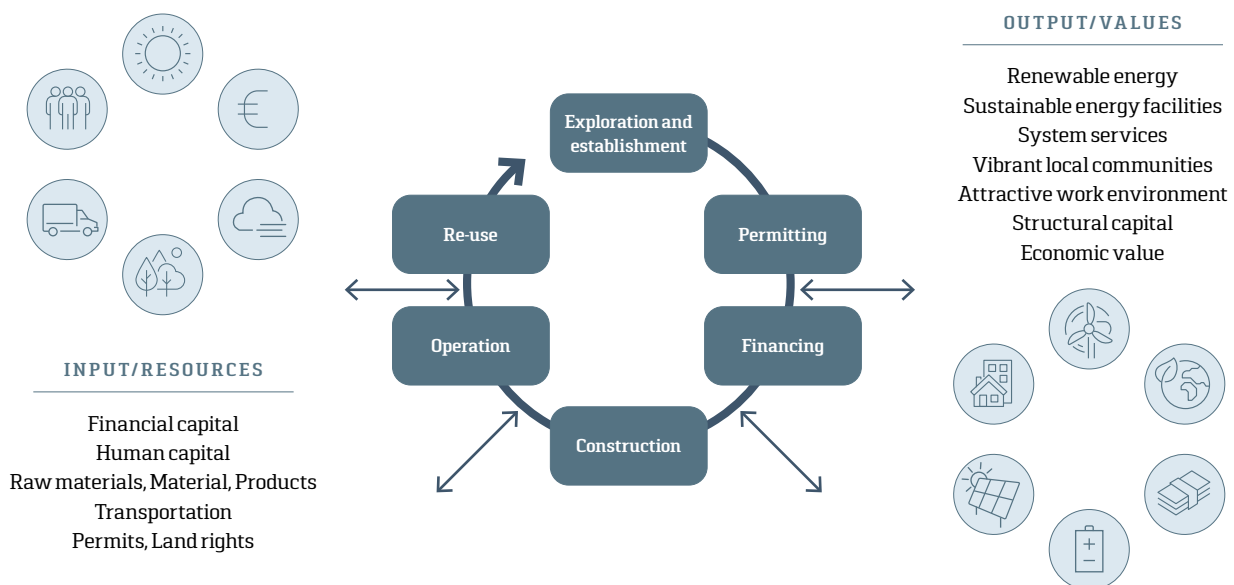 INPUT/RESOURCES
Financial capital
Human capital
Raw materials, Material, Products
Transportation
Permits, Land rights
Exploration and
establishment
Permitting
Financing
Construction
Operation
Re-use
OUTPUT/VALUES
Renewable energy
Sustainable energy facilities
System services
Vibrant local communities
Attractive work environment
Structural capital
Economic value